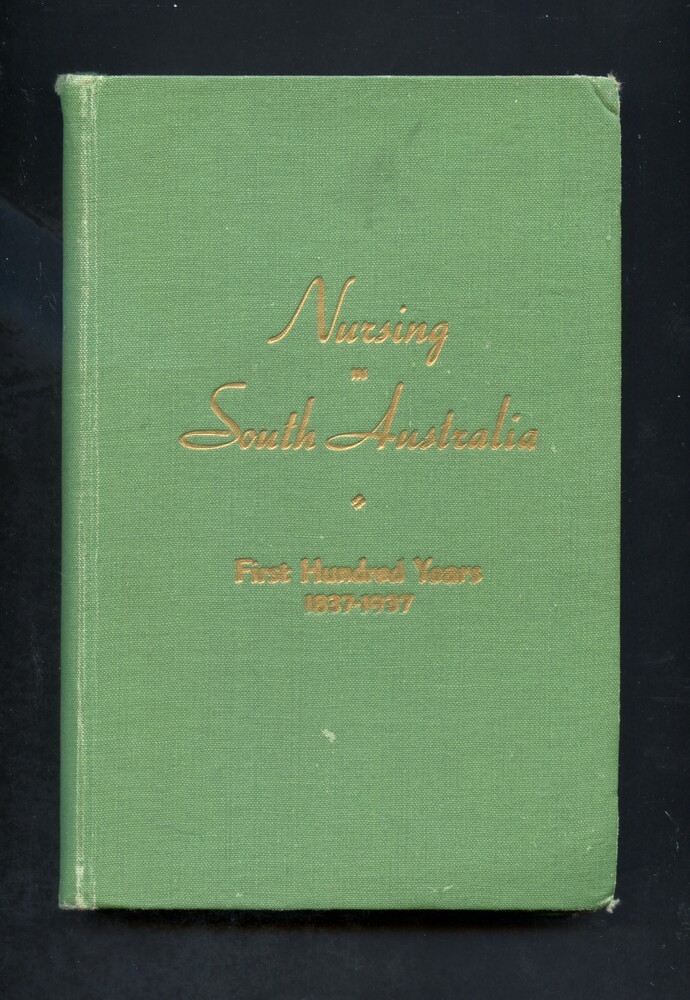 Nursing
IN
South Australia
First Hundred Years
1837-1937